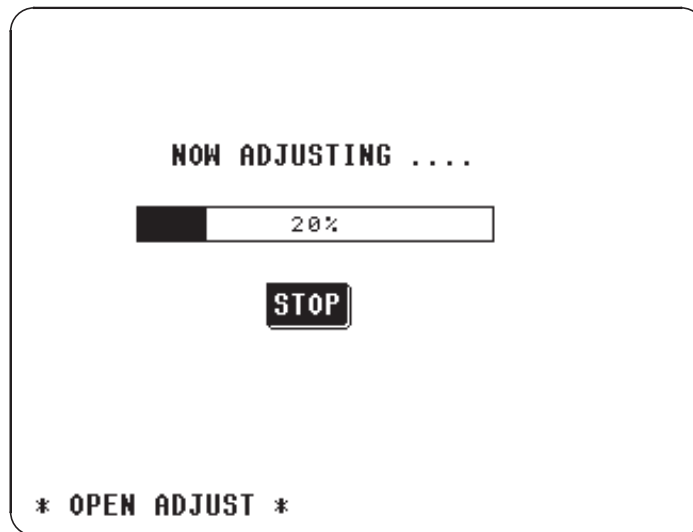 NOW ADJUSTING ....
20%
STOP
* OPEN ADJUST *